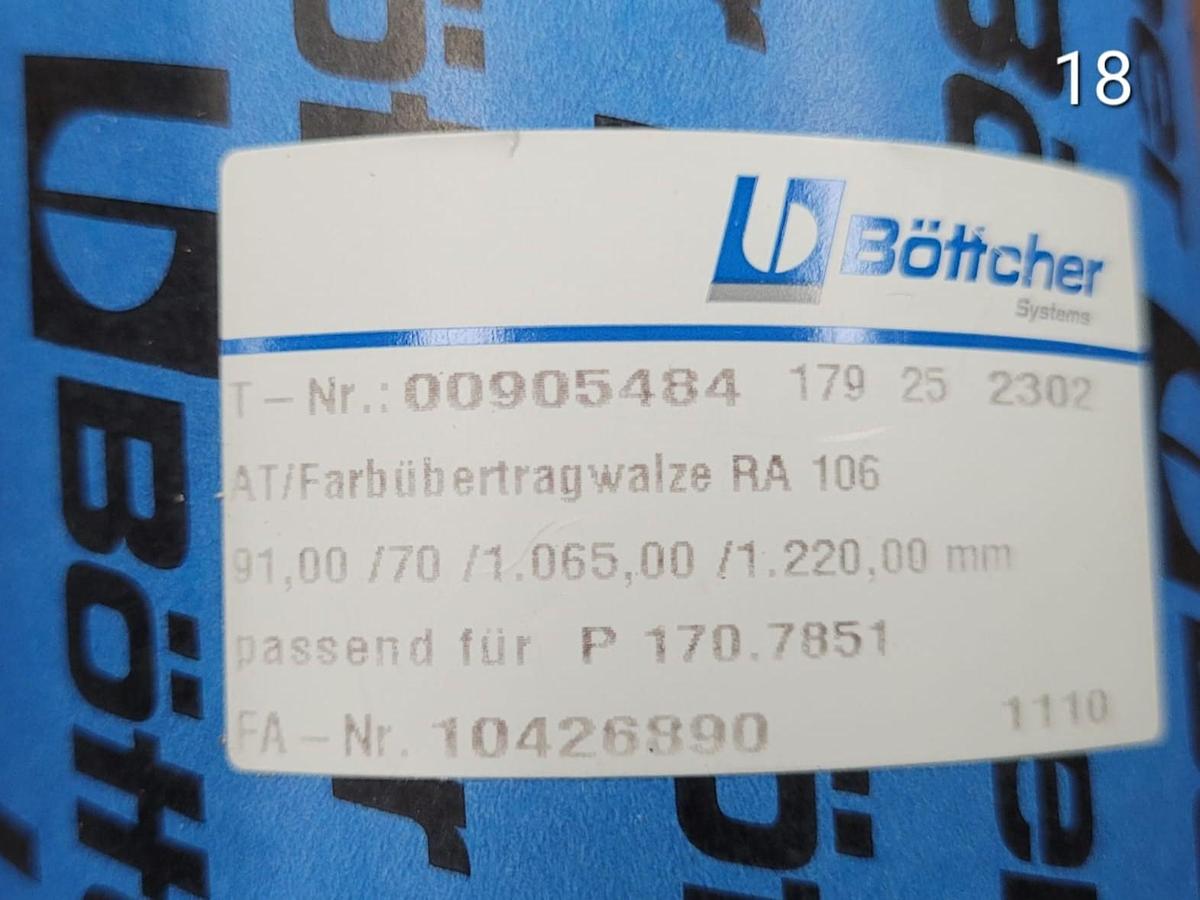 18
Böttcher
Systems
T-Nr.: 00905484 179 25 2302
AT/Farbübertragwalze RA 106
91,00 /70 /1.065,00 /1.220,00 mm
passend für P 170.7851
FA-Nr. 10426890 1110
Bött